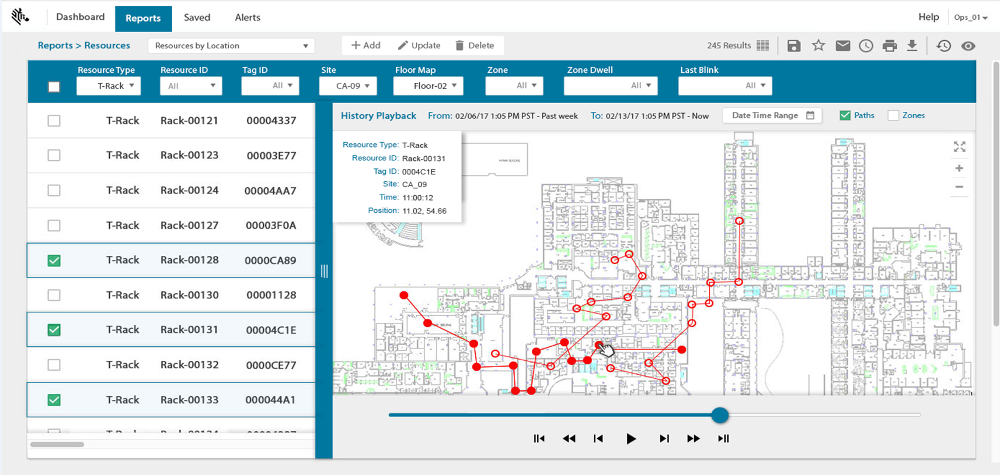 Dashboard Reports Saved Alerts Help Ops_01
Reports > Resources Resources by Location Add Update Delete 245 Results
Resource Type Resource ID Tag ID Site Floor Map Zone Zone Dwell Last Blink
T-Rack All All CA-09 Floor-02 All All All
T-Rack Rack-00121 00004337
T-Rack Rack-00123 00003E77
T-Rack Rack-00124 00004AA7
T-Rack Rack-00127 00003F0A
T-Rack Rack-00128 0000CA89
T-Rack Rack-00130 00001128
T-Rack Rack-00131 00004C1E
T-Rack Rack-00132 0000CE77
T-Rack Rack-00133 000044A1
History Playback From: 02/06/17 1:05 PM PST - Past week To: 02/13/17 1:05 PM PST - Now Date Time Range Paths Zones
Resource Type: T-Rack
Resource ID: Rack-00131
Tag ID: 0004C1E
Site: CA_09
Time: 11:00:12
Position: 11.02, 54.66